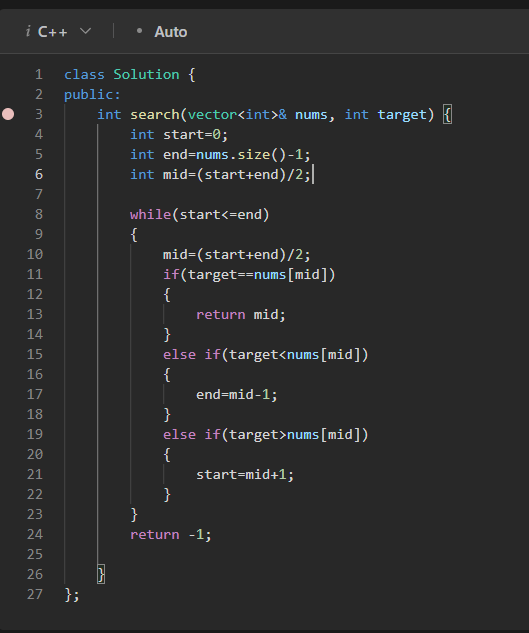 i C++ • Auto
1 class Solution {
2 public:
3     int search(vector<int>& nums, int target) {
4         int start=0;
5         int end=nums.size()-1;
6         int mid=(start+end)/2;
7
8         while(start<=end)
9         {
10             mid=(start+end)/2;
11             if(target==nums[mid])
12             {
13                 return mid;
14             }
15             else if(target<nums[mid])
16             {
17                 end=mid-1;
18             }
19             else if(target>nums[mid])
20             {
21                 start=mid+1;
22             }
23         }
24         return -1;
25
26     }
27 };